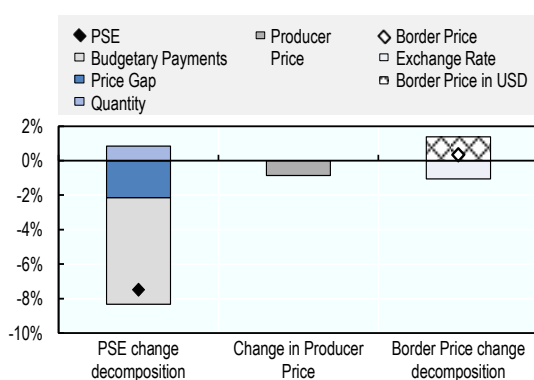 PSE
Budgetary Payments
Price Gap
Quantity
Producer
Price
Border Price
Exchange Rate
Border Price in USD
2%
0%
-2%
-4%
-6%
-8%
-10%
PSE change
decomposition
Change in Producer
Price
Border Price change
decomposition